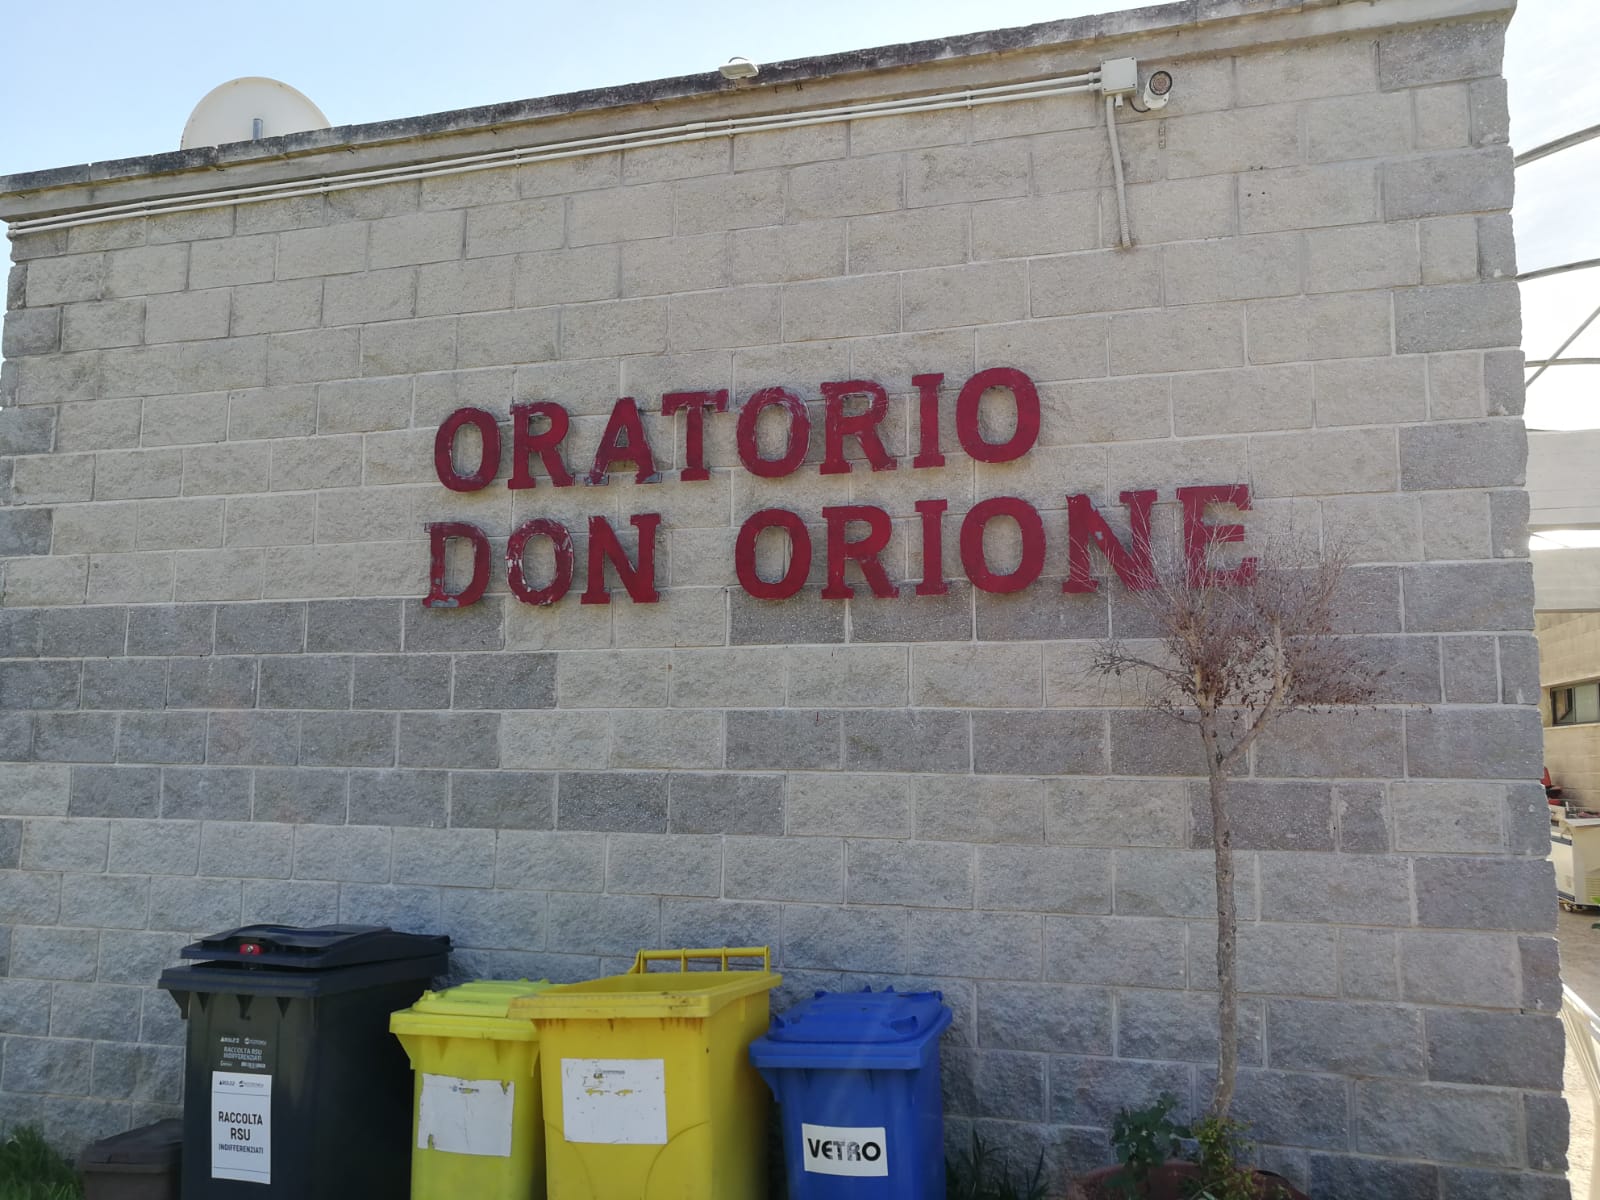 ORATORIO
DON ORIONE
RACCOLTA RSU
INDIFFERENZIATI
RACCOLTA
RSU
INDIFFERENZIATI
VETRO